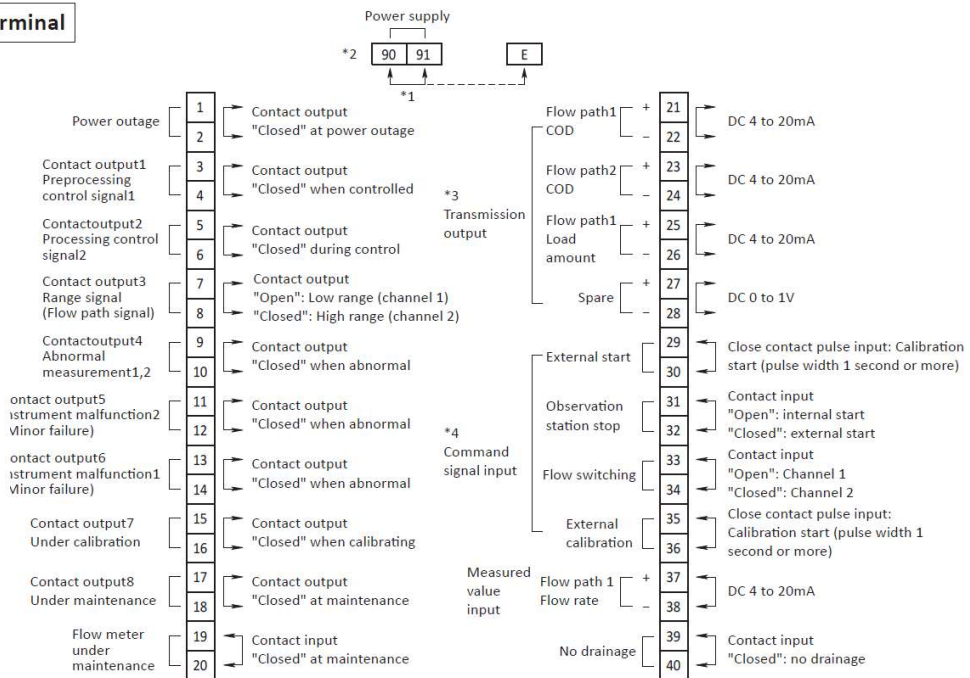 rminal
Power supply
*2 90 91 E
*1
Power outage
1
2
Contact output
"Closed" at power outage
Contact output1
Preprocessing
control signal1
3
4
Contact output
"Closed" when controlled
Contactoutput2
Processing control
signal2
5
6
Contact output
"Closed" during control
Contact output3
Range signal
(Flow path signal)
7
8
Contact output
"Open": Low range (channel 1)
"Closed": High range (channel 2)
Contactoutput4
Abnormal
measurement1,2
9
10
Contact output
"Closed" when abnormal
ontact output5
nstrument malfunction2
Minor failure)
11
12
Contact output
"Closed" when abnormal
ontact output6
nstrument malfunction1
Minor failure)
13
14
Contact output
"Closed" when abnormal
Contact output7
Under calibration
15
16
Contact output
"Closed" when calibrating
Contact output8
Under maintenance
17
18
Contact output
"Closed" at maintenance
Flow meter
under
maintenance
19
20
Contact input
"Closed" at maintenance
*3
Transmission
output
Flow path1
COD
+ 21
− 22
DC 4 to 20mA
Flow path2
COD
+ 23
− 24
DC 4 to 20mA
Flow path1
Load
amount
+ 25
− 26
DC 4 to 20mA
Spare
+ 27
− 28
DC 0 to 1V
*4
Command
signal input
External start
29
30
Close contact pulse input: Calibration
start (pulse width 1 second or more)
Observation
station stop
31
32
Contact input
"Open": internal start
"Closed": external start
Flow switching
33
34
Contact input
"Open": Channel 1
"Closed": Channel 2
External
calibration
35
36
Close contact pulse input:
Calibration start (pulse width 1
second or more)
Measured
value
input
Flow path 1
Flow rate
+ 37
− 38
DC 4 to 20mA
No drainage
39
40
Contact input
"Closed": no drainage